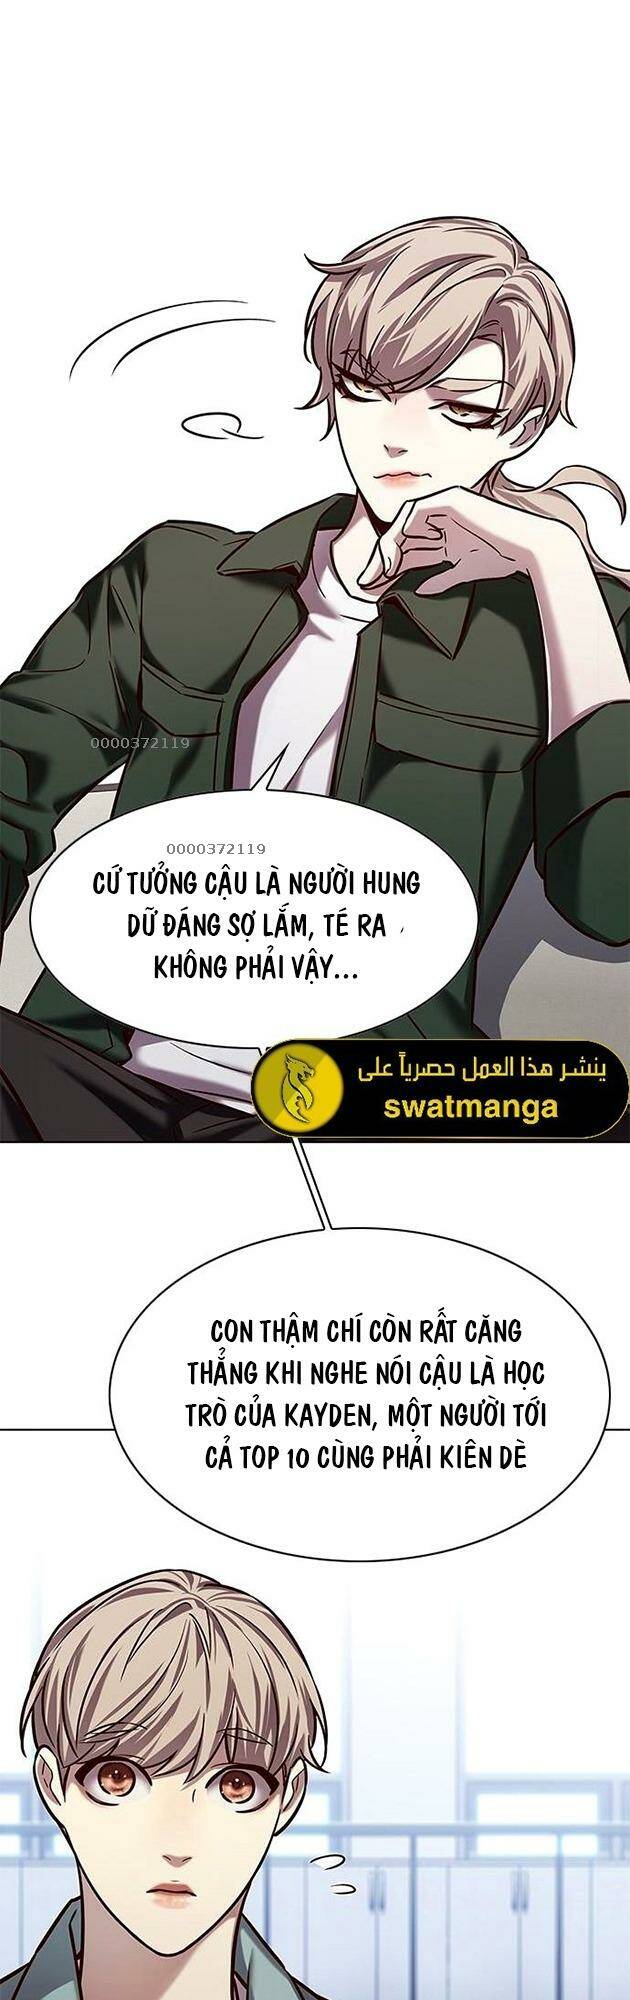 0000372119
0000372119
CỨ TƯỞNG CẬU LÀ NGƯỜI HUNG
DỮ ĐÁNG SỢ LẮM, TÉ RA
KHÔNG PHẢI VẬY...
ينشر هذا العمل حصرياً على
swatmanga
CON THẬM CHÍ CÒN RẤT CĂNG
THẲNG KHI NGHE NÓI CẬU LÀ HỌC
TRÒ CỦA KAYDEN, MỘT NGƯỜI TỚI
CẢ TOP 10 CÙNG PHẢI KIÊN DÈ